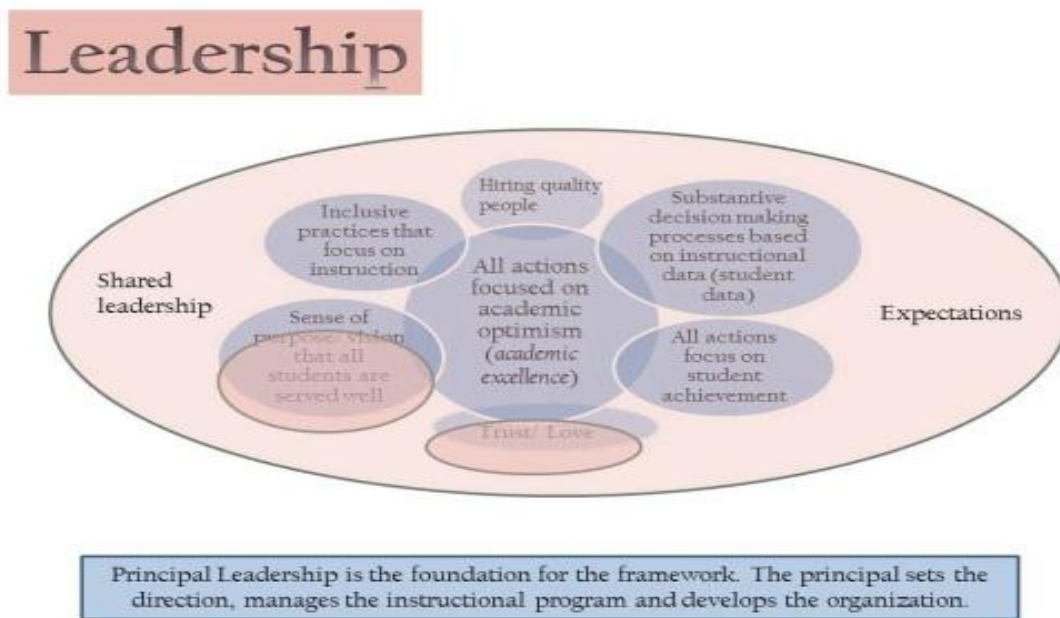 Leadership
Hiring quality
people
Inclusive
practices that
focus on
instruction
Substantive
decision making
processes based
on instructional
data (student
data)
Shared
leadership
All actions
focused on
academic
optimism
(academic
excellence)
Expectations
Sense of
purpose/ vision
that all
students are
served well
All actions
focus on
student
achievement
Trust/ Love
Principal Leadership is the foundation for the framework. The principal sets the
direction, manages the instructional program and develops the organization.